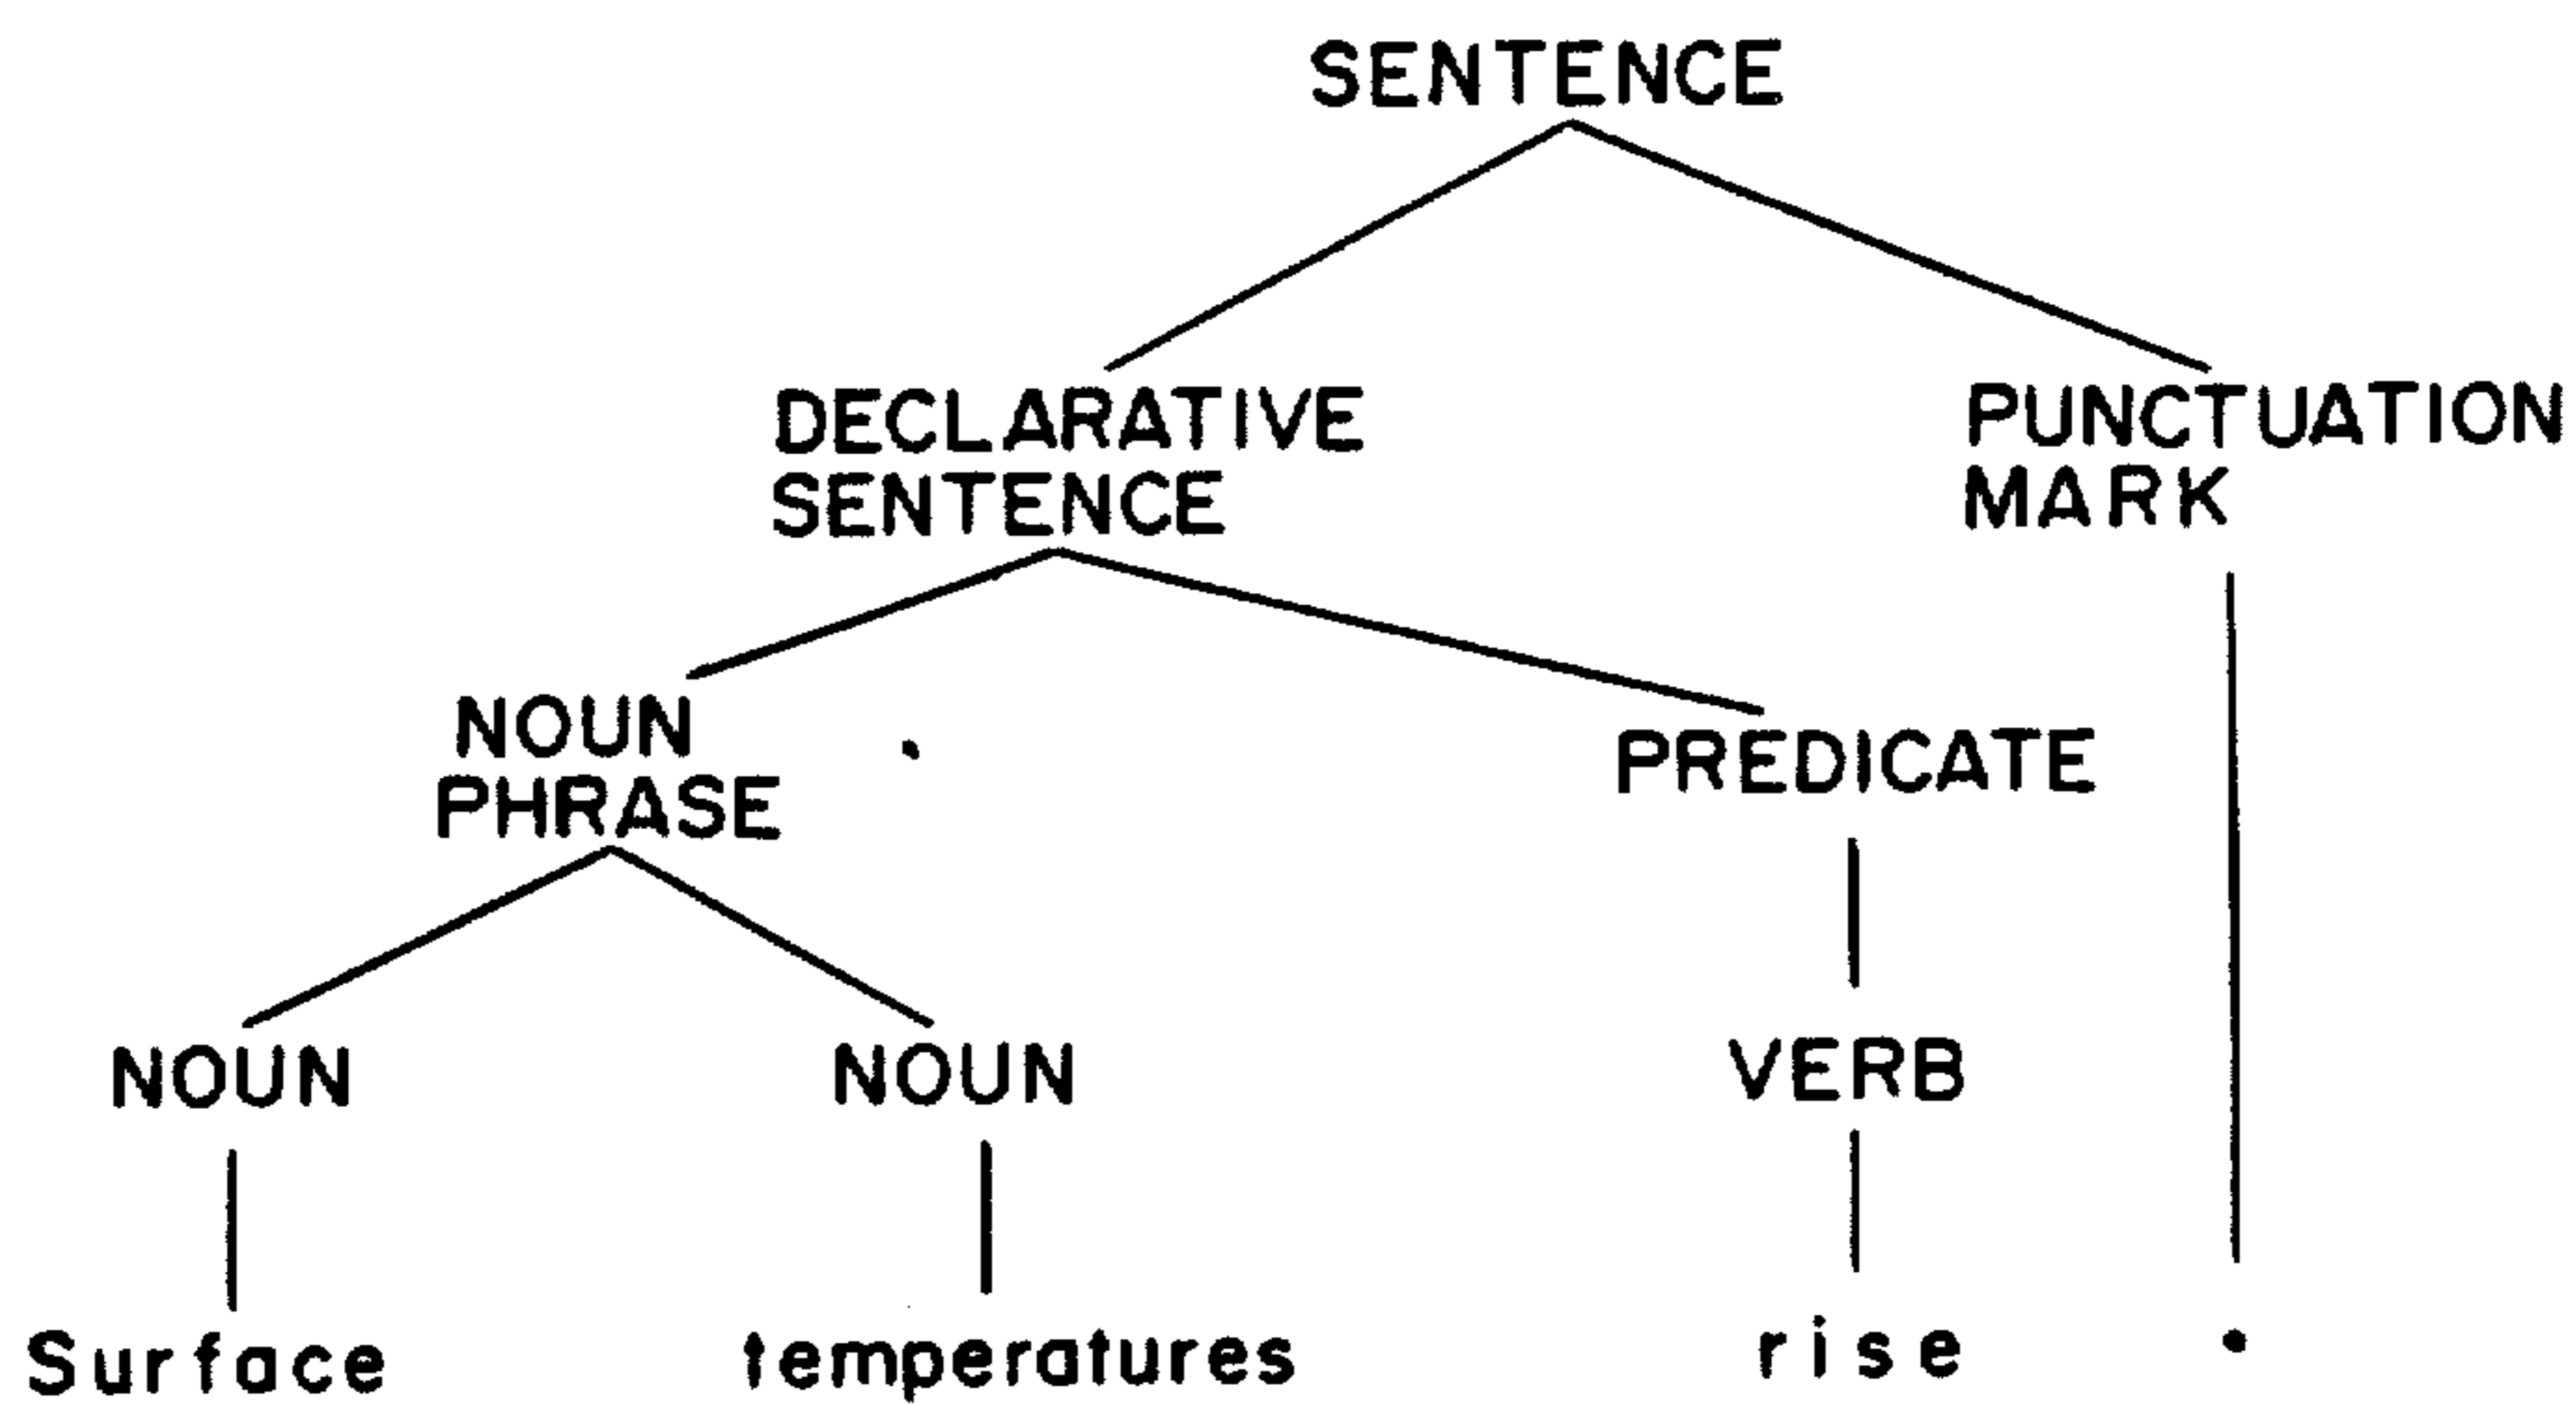 SENTENCE
DECLARATIVE
SENTENCE
PUNCTUATION
MARK
NOUN
PHRASE
PREDICATE
NOUN
NOUN
VERB
Surface temperatures rise .